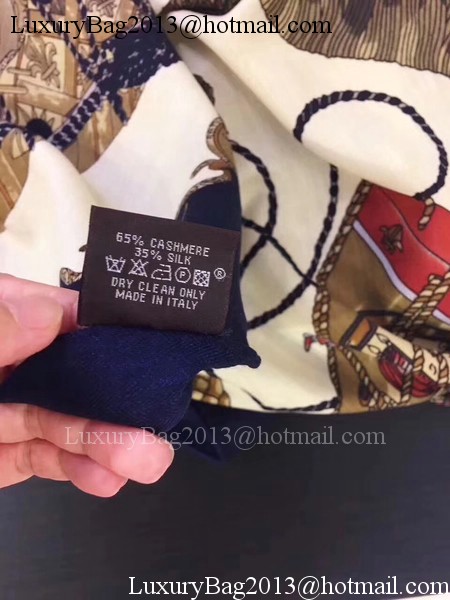 LuxuryBag2013@hotmail.com
65% CASHMERE
35% SILK
P
®
DRY CLEAN ONLY
MADE IN ITALY
LuxuryBag2013@hotmail.com
LuxuryBag2013@hotmail.com